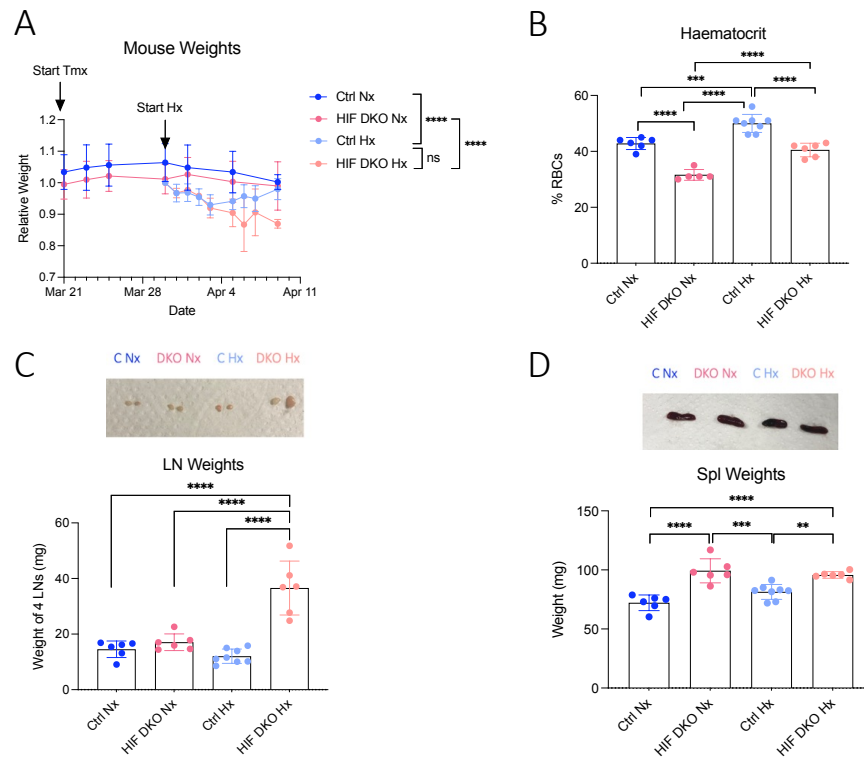 A
Mouse Weights
Start Tmx
Start Hx
Relative Weight
1.2
1.1
1.0
0.9
0.8
0.7
Mar 21
Mar 28
Apr 4
Apr 11
Date
Ctrl Nx
HIF DKO Nx
Ctrl Hx
HIF DKO Hx
****
ns
****
B
Haematocrit
****
***
****
****
****
% RBCs
60
40
20
0
Ctrl Nx
HIF DKO Nx
Ctrl Hx
HIF DKO Hx
C
C Nx DKO Nx C Hx DKO Hx
LN Weights
****
****
****
Weight of 4 LNs (mg)
60
40
20
0
Ctrl Nx
HIF DKO Nx
Ctrl Hx
HIF DKO Hx
D
C Nx DKO Nx C Hx DKO Hx
Spl Weights
****
****
***
**
Weight (mg)
150
100
50
0
Ctrl Nx
HIF DKO Nx
Ctrl Hx
HIF DKO Hx